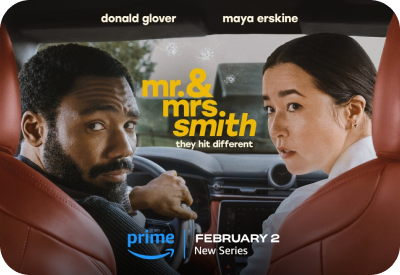 donald glover
maya erskine
mr. &
mrs.
smith
they hit different
prime
FEBRUARY 2
New Series